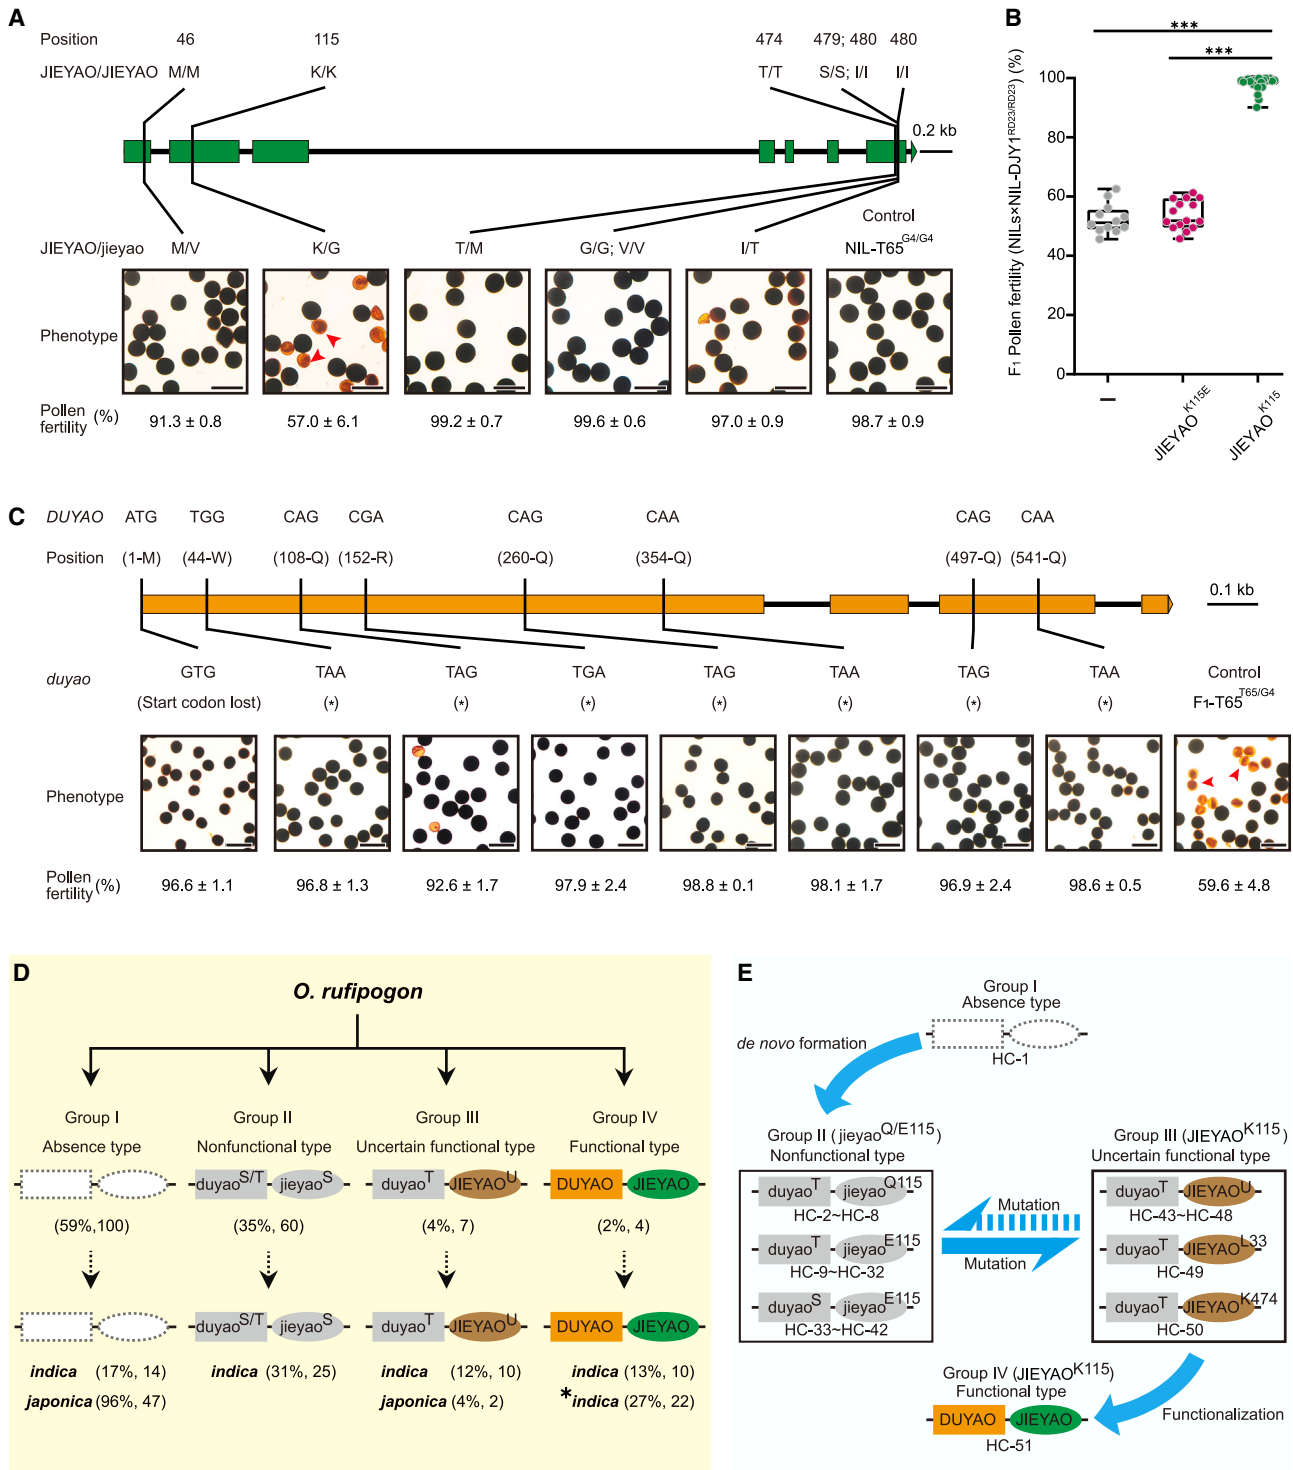 A
Position 46 115 474 479; 480 480
JIEYAO/JIEYAO M/M K/K T/T S/S; I/I I/I
0.2 kb
Control
JIEYAO/jieyao M/V K/G T/M G/G; V/V I/T NIL-T65G4/G4
Phenotype
Pollen fertility (%) 91.3 ± 0.8 57.0 ± 6.1 99.2 ± 0.7 99.6 ± 0.6 97.0 ± 0.9 98.7 ± 0.9
B
F1 Pollen fertility (NILs×NIL-DJY1RD23/RD23) (%)
***
***
100
80
60
40
20
0
– JIEYAOK115E JIEYAOK115
C
DUYAO ATG TGG CAG CGA CAG CAA CAG CAA
Position (1-M) (44-W) (108-Q) (152-R) (260-Q) (354-Q) (497-Q) (541-Q)
0.1 kb
duyao GTG TAA TAG TGA TAG TAA TAG TAA Control
(Start codon lost) (*) (*) (*) (*) (*) (*) (*) F1-T65T65/G4
Phenotype
Pollen fertility (%) 96.6 ± 1.1 96.8 ± 1.3 92.6 ± 1.7 97.9 ± 2.4 98.8 ± 0.1 98.1 ± 1.7 96.9 ± 2.4 98.6 ± 0.5 59.6 ± 4.8
D
O. rufipogon
Group I Group II Group III Group IV
Absence type Nonfunctional type Uncertain functional type Functional type
duyaoS/T jieyaoS duyaoT JIEYAOU DUYAO JIEYAO
(59%,100) (35%, 60) (4%, 7) (2%, 4)
duyaoS/T jieyaoS duyaoT JIEYAOU DUYAO JIEYAO
indica (17%, 14) indica (31%, 25) indica (12%, 10) indica (13%, 10)
japonica (96%, 47) japonica (4%, 2) *indica (27%, 22)
E
Group I
Absence type
HC-1
de novo formation
Group II (jieyaoQ/E115)
Nonfunctional type
duyaoT jieyaoQ115
HC-2~HC-8
duyaoT jieyaoE115
HC-9~HC-32
duyaoS jieyaoE115
HC-33~HC-42
Mutation
Mutation
Group III (JIEYAOK115)
Uncertain functional type
duyaoT JIEYAOU
HC-43~HC-48
duyaoT JIEYAOL33
HC-49
duyaoT JIEYAOK474
HC-50
Group IV (JIEYAOK115)
Functional type
DUYAO JIEYAO
HC-51
Functionalization